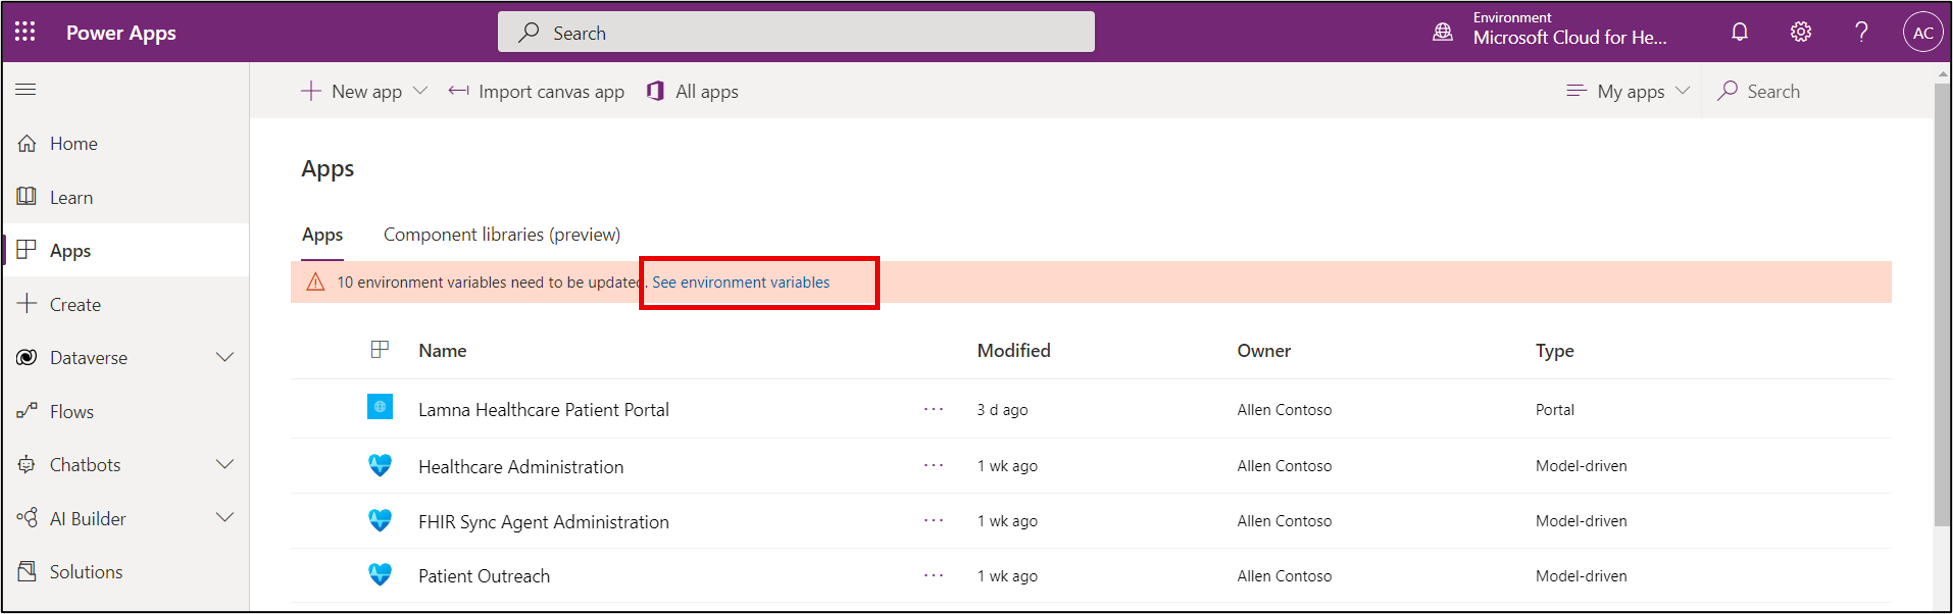 Power Apps
Search
Environment
Microsoft Cloud for He...
?
AC
New app
Import canvas app
All apps
My apps
Search
Home
Learn
Apps
Create
Dataverse
Flows
Chatbots
AI Builder
Solutions
Apps
Apps Component libraries (preview)
10 environment variables need to be updated. See environment variables
Name Modified Owner Type
Lamna Healthcare Patient Portal ... 3 d ago Allen Contoso Portal
Healthcare Administration ... 1 wk ago Allen Contoso Model-driven
FHIR Sync Agent Administration ... 1 wk ago Allen Contoso Model-driven
Patient Outreach ... 1 wk ago Allen Contoso Model-driven